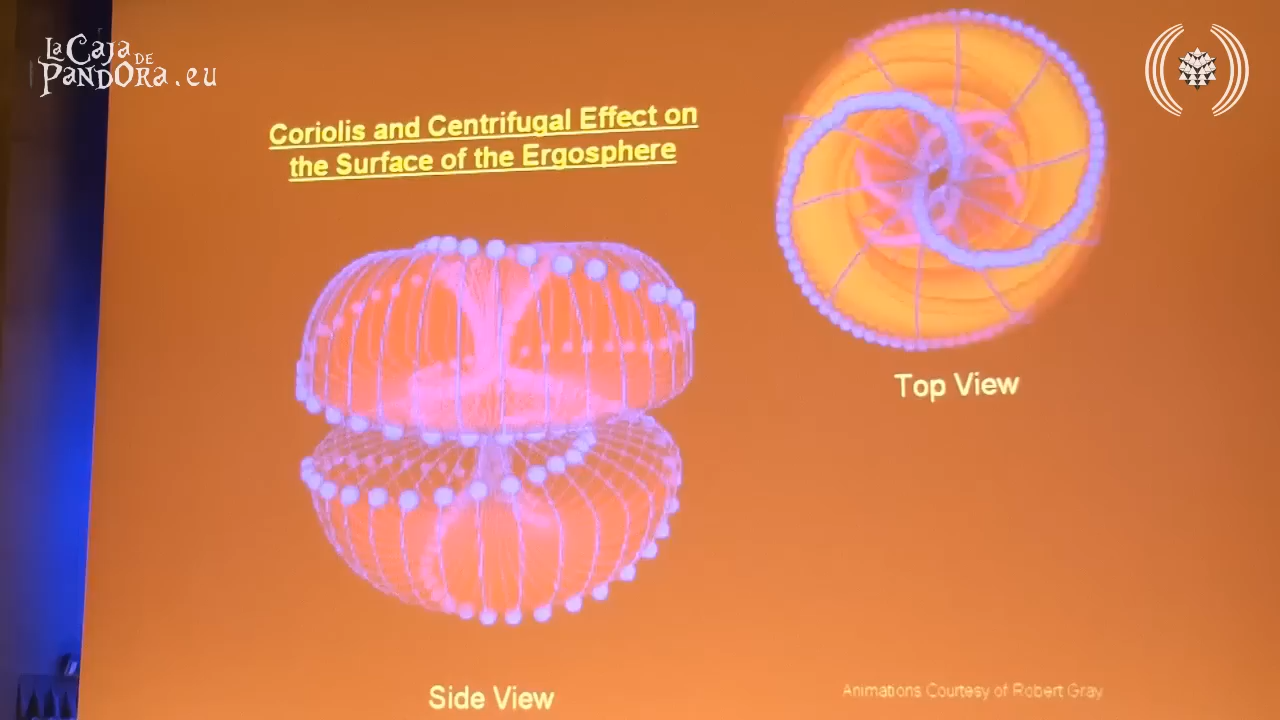 La Caja
de
Pandora.eu
Coriolis and Centrifugal Effect on
the Surface of the Ergosphere
Top View
Side View
Animations Courtesy of Robert Gray